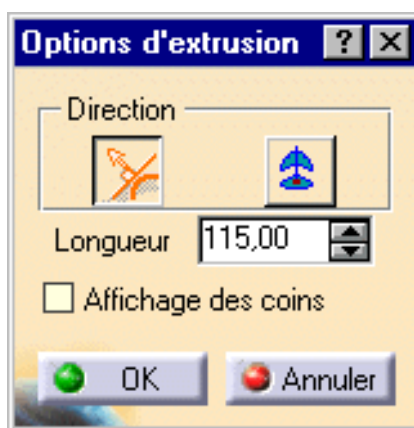 Options d'extrusion ? ×
Direction
Longueur 115,00
Affichage des coins
OK Annuler